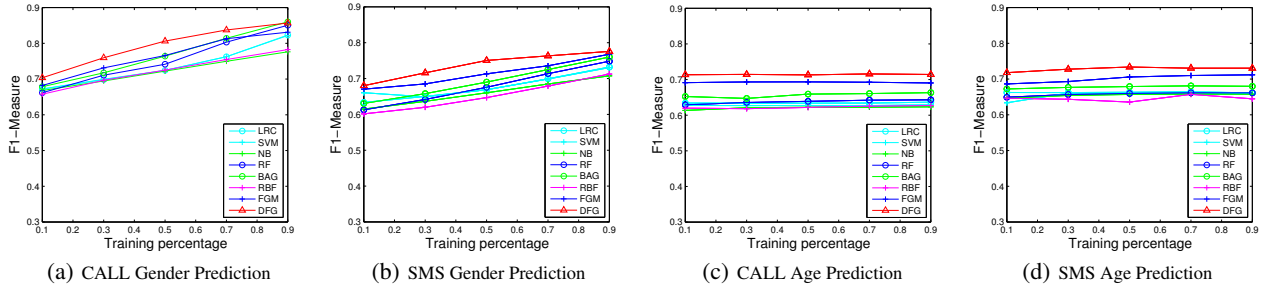 0.9
0.8
0.7
0.6
0.5
0.4
0.3
F1−Measure
0.1 0.2 0.3 0.4 0.5 0.6 0.7 0.8 0.9
Training percentage
LRC
SVM
NB
RF
BAG
RBF
FGM
DFG
(a) CALL Gender Prediction
0.9
0.8
0.7
0.6
0.5
0.4
0.3
F1−Measure
0.1 0.2 0.3 0.4 0.5 0.6 0.7 0.8 0.9
Training percentage
LRC
SVM
NB
RF
BAG
RBF
FGM
DFG
(b) SMS Gender Prediction
0.9
0.8
0.7
0.6
0.5
0.4
0.3
F1−Measure
0.1 0.2 0.3 0.4 0.5 0.6 0.7 0.8 0.9
Training percentage
LRC
SVM
NB
RF
BAG
RBF
FGM
DFG
(c) CALL Age Prediction
0.9
0.8
0.7
0.6
0.5
0.4
0.3
F1−Measure
0.1 0.2 0.3 0.4 0.5 0.6 0.7 0.8 0.9
Training percentage
LRC
SVM
NB
RF
BAG
RBF
FGM
DFG
(d) SMS Age Prediction